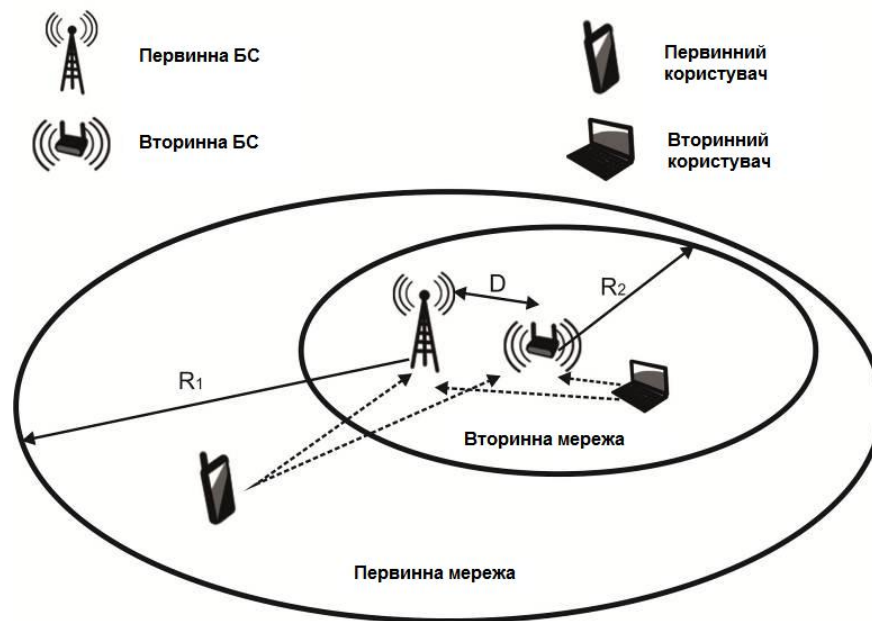 Первинна БС
Первинний
користувач
Вторинна БС
Вторинний
користувач
D
R2
R1
Вторинна мережа
Первинна мережа